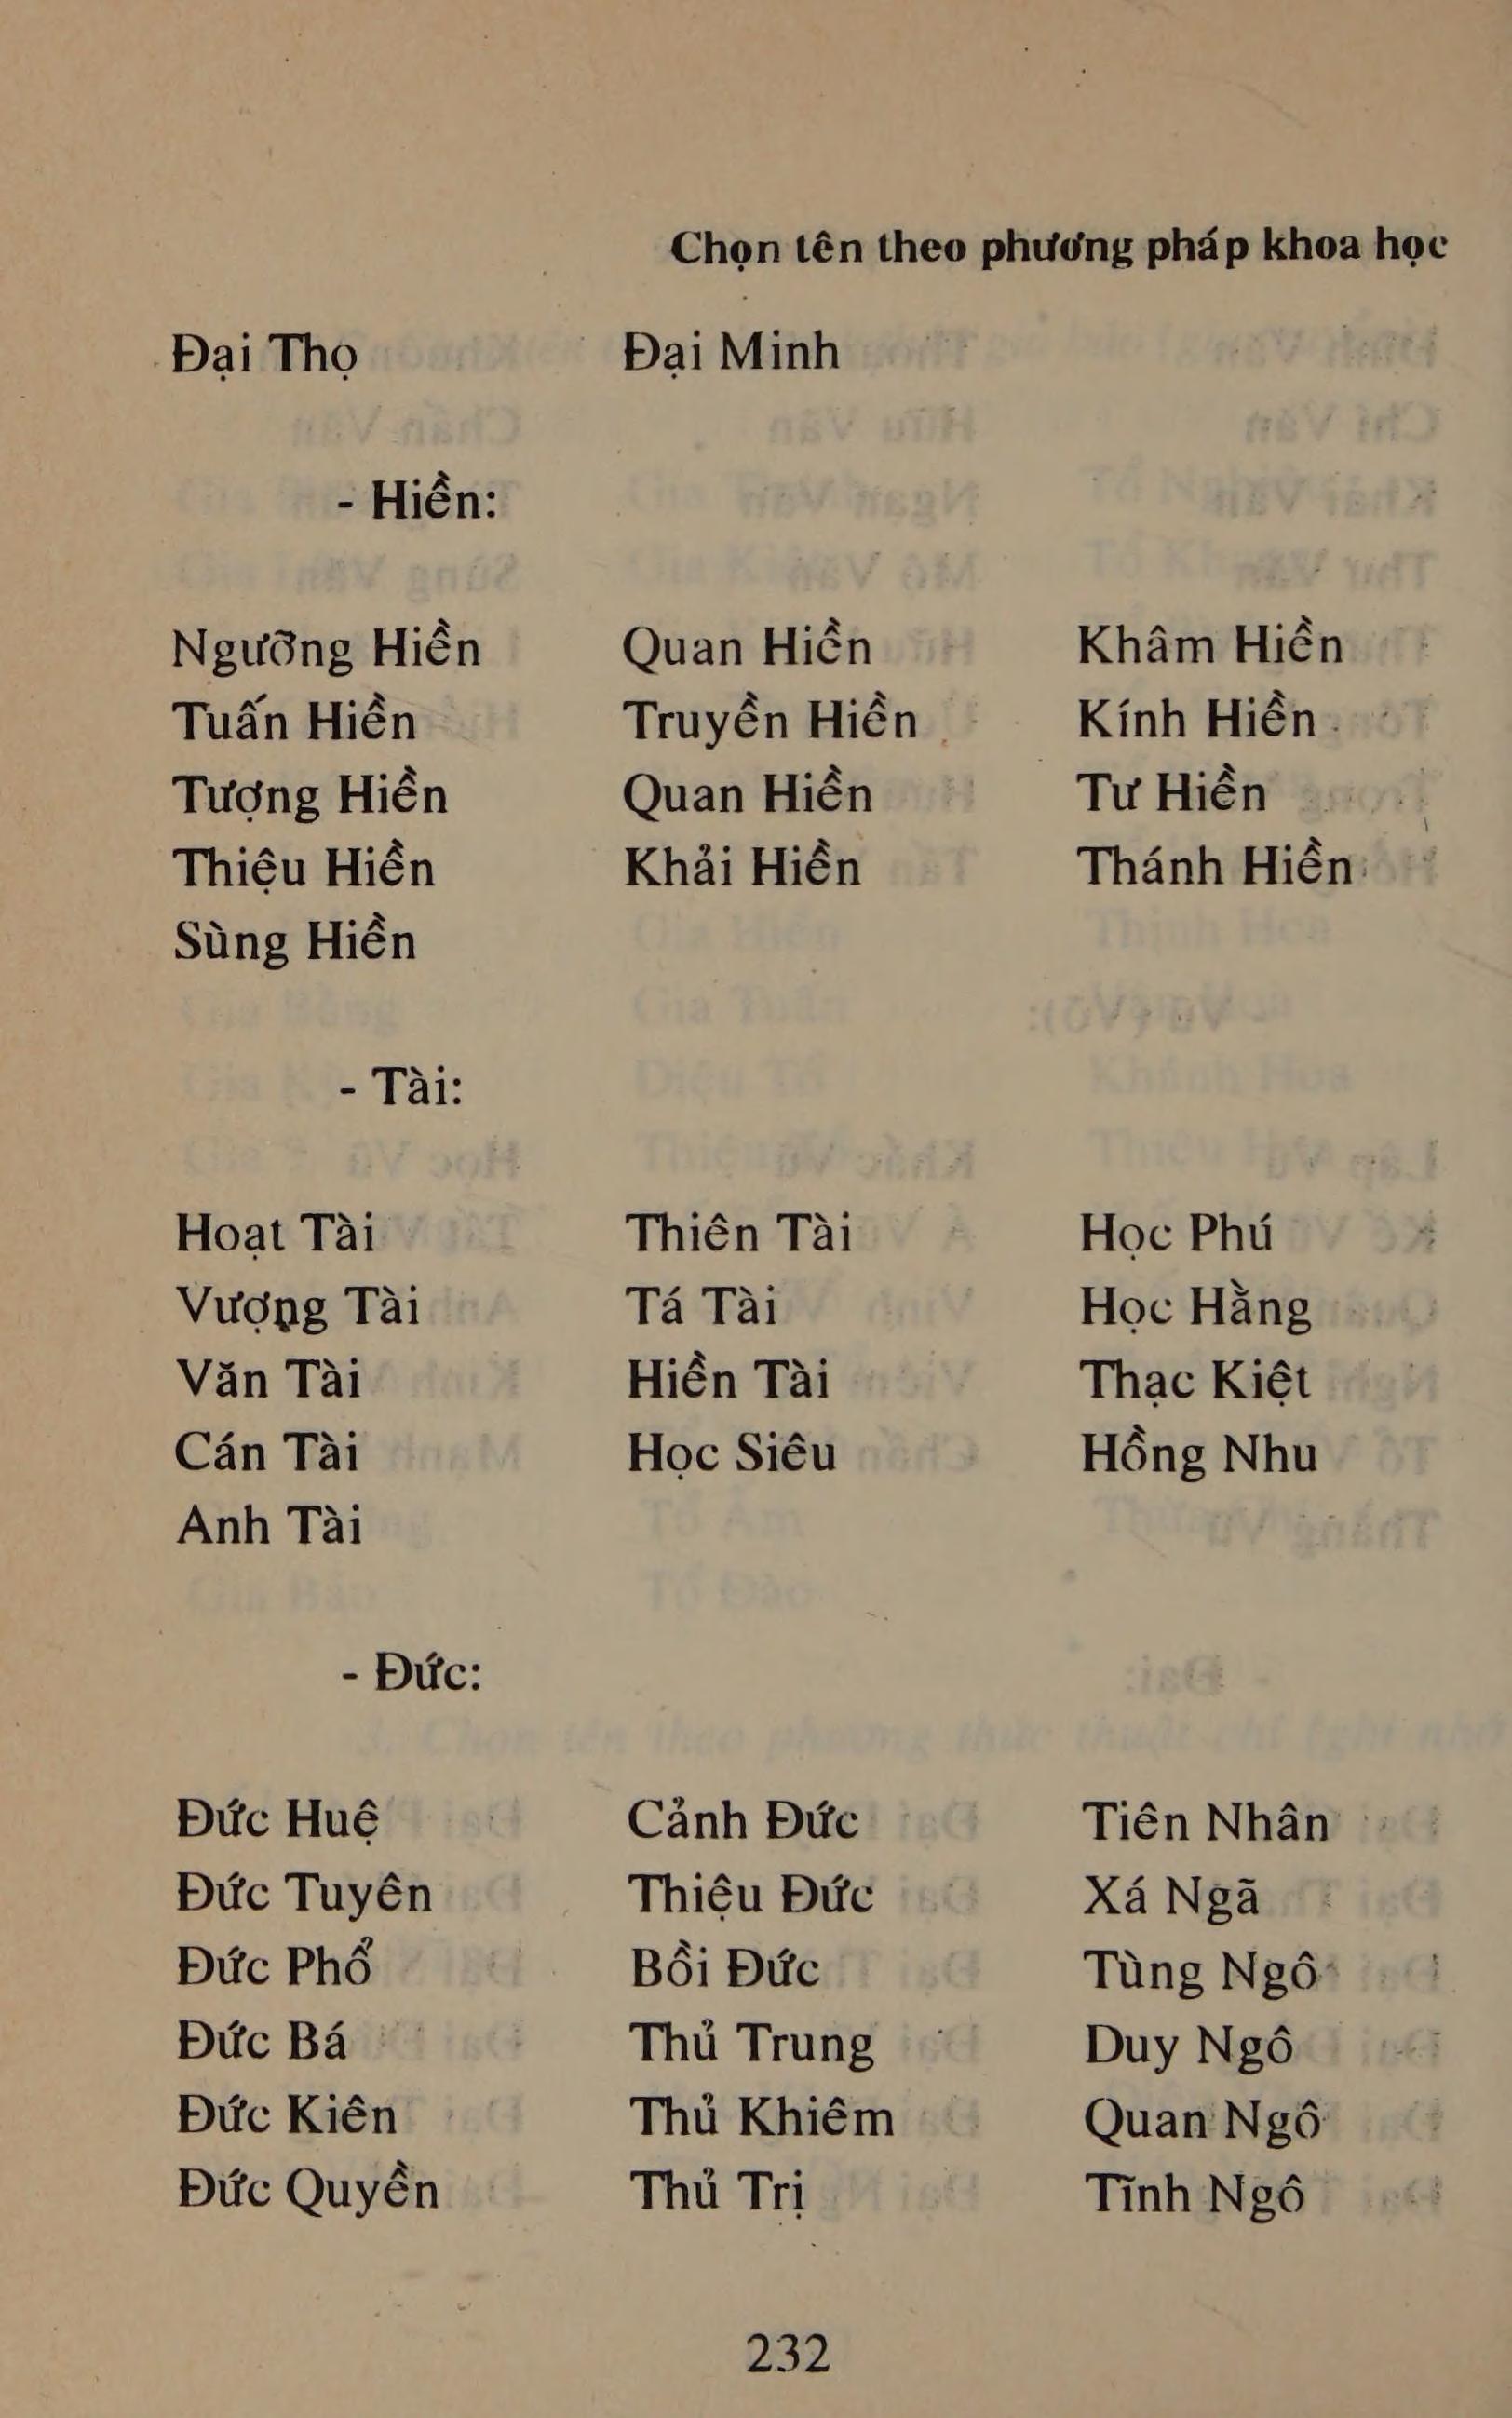 Chọn tên theo phương pháp khoa học
Đại Thọ Đại Minh
- Hiền:
Ngưỡng Hiền Quan Hiền Khâm Hiền
Tuấn Hiền Truyền Hiền Kính Hiền
Tượng Hiền Quan Hiền Tư Hiền
Thiệu Hiền Khải Hiền Thánh Hiền
Sùng Hiền
- Tài:
Hoạt Tài Thiên Tài Học Phú
Vượng Tài Tá Tài Học Hằng
Văn Tài Hiền Tài Thạc Kiệt
Cán Tài Học Siêu Hồng Nhu
Anh Tài
- Đức:
Đức Huệ Cảnh Đức Tiên Nhân
Đức Tuyên Thiệu Đức Xá Ngã
Đức Phổ Bồi Đức Tùng Ngô
Đức Bá Thủ Trung Duy Ngô
Đức Kiên Thủ Khiêm Quan Ngô
Đức Quyền Thủ Trị Tĩnh Ngô
232